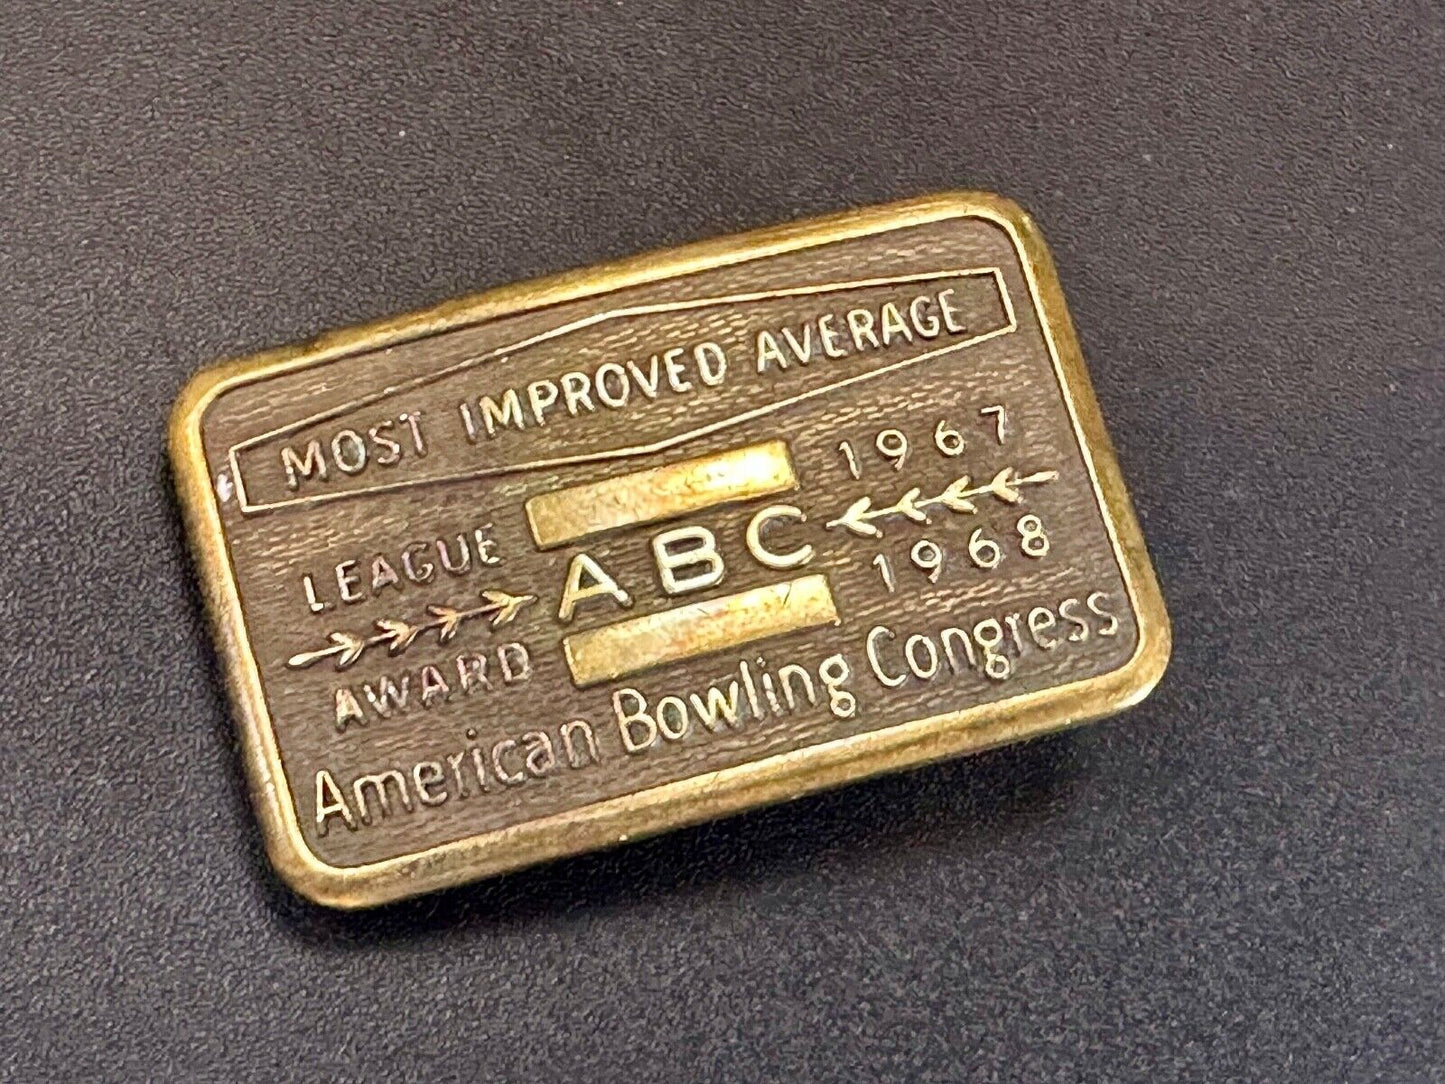 MOST IMPROVED AVERAGE
LEAGUE
AWARD
ABC
1967
1968
American Bowling Congress